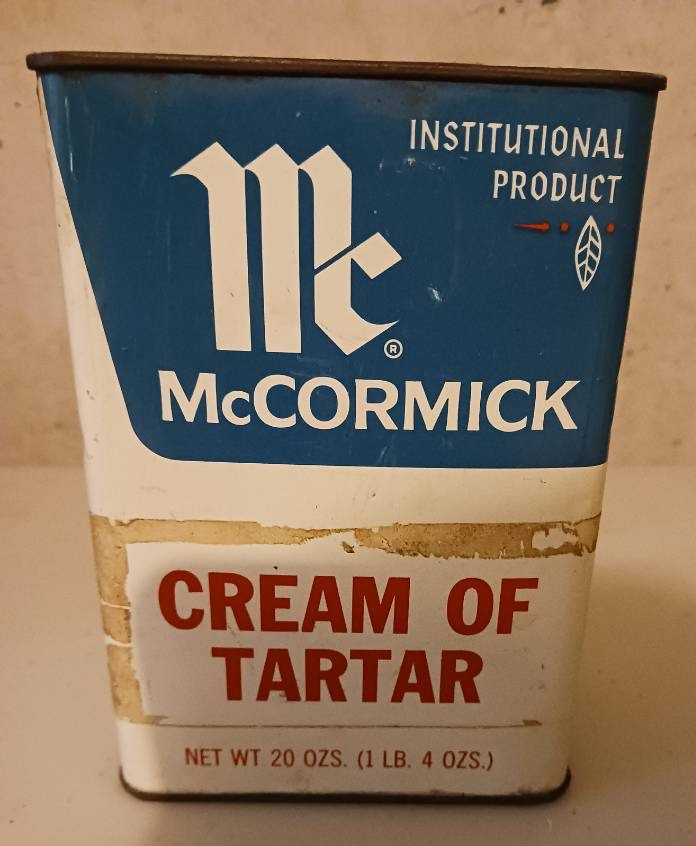 INSTITUTIONAL
PRODUCT
Mc
®
McCORMICK
CREAM OF
TARTAR
NET WT 20 OZS. (1 LB. 4 OZS.)